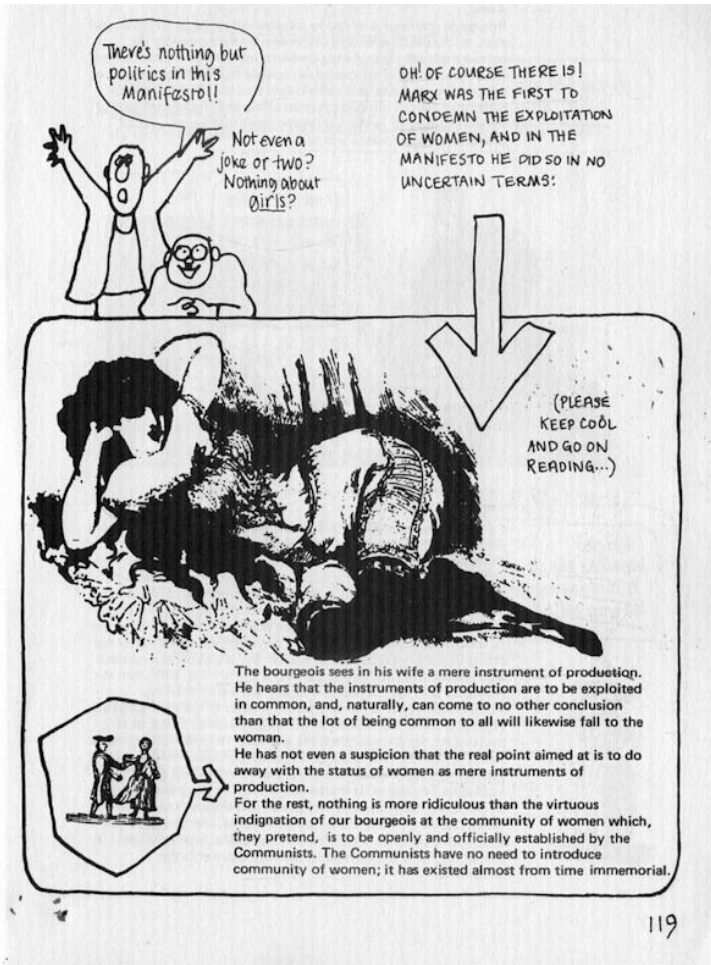 There's nothing but
politics in this
Manifesto!!
Not even a
joke or two?
Nothing about
girls?
OH! OF COURSE THERE IS!
MARX WAS THE FIRST TO
CONDEMN THE EXPLOITATION
OF WOMEN, AND IN THE
MANIFESTO HE DID SO IN NO
UNCERTAIN TERMS:
(PLEASE
KEEP COOL
AND GO ON
READING...)
The bourgeois sees in his wife a mere instrument of production.
He hears that the instruments of production are to be exploited
in common, and, naturally, can come to no other conclusion
than that the lot of being common to all will likewise fall to the
woman.
He has not even a suspicion that the real point aimed at is to do
away with the status of women as mere instruments of
production.
For the rest, nothing is more ridiculous than the virtuous
indignation of our bourgeois at the community of women which,
they pretend, is to be openly and officially established by the
Communists. The Communists have no need to introduce
community of women; it has existed almost from time immemorial.
119